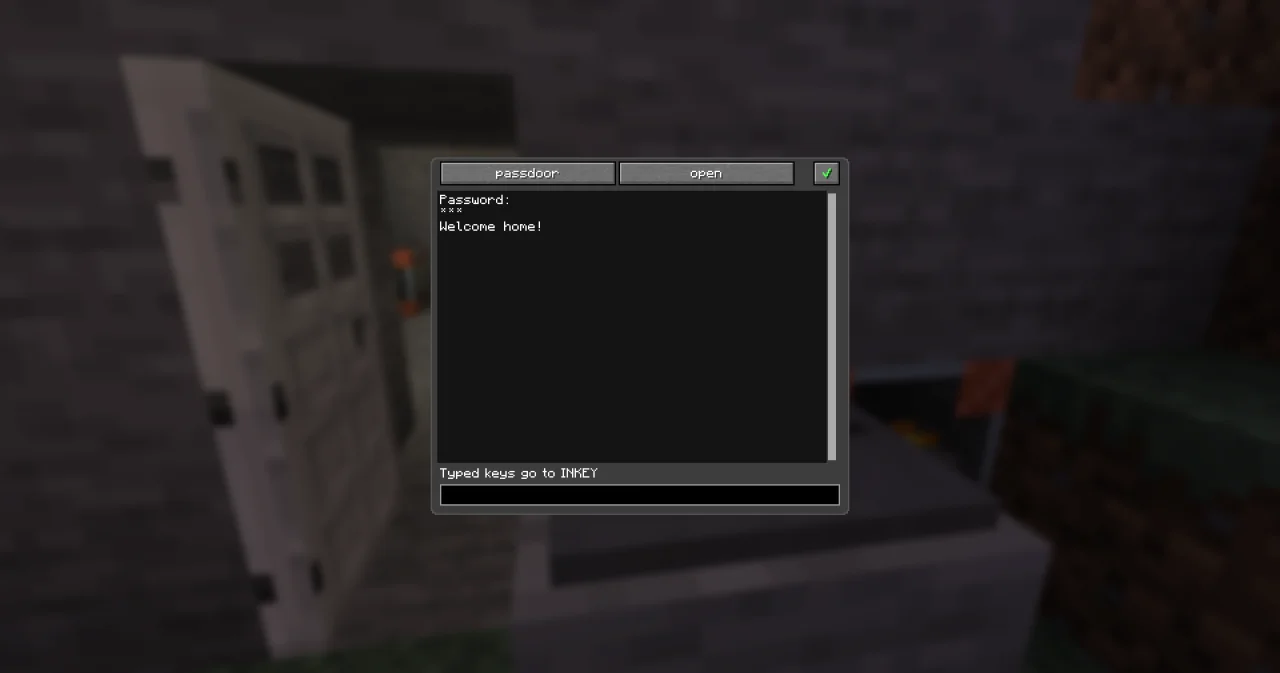 passdoor open ✓
Password:
***
Welcome home!
Typed keys go to INKEY